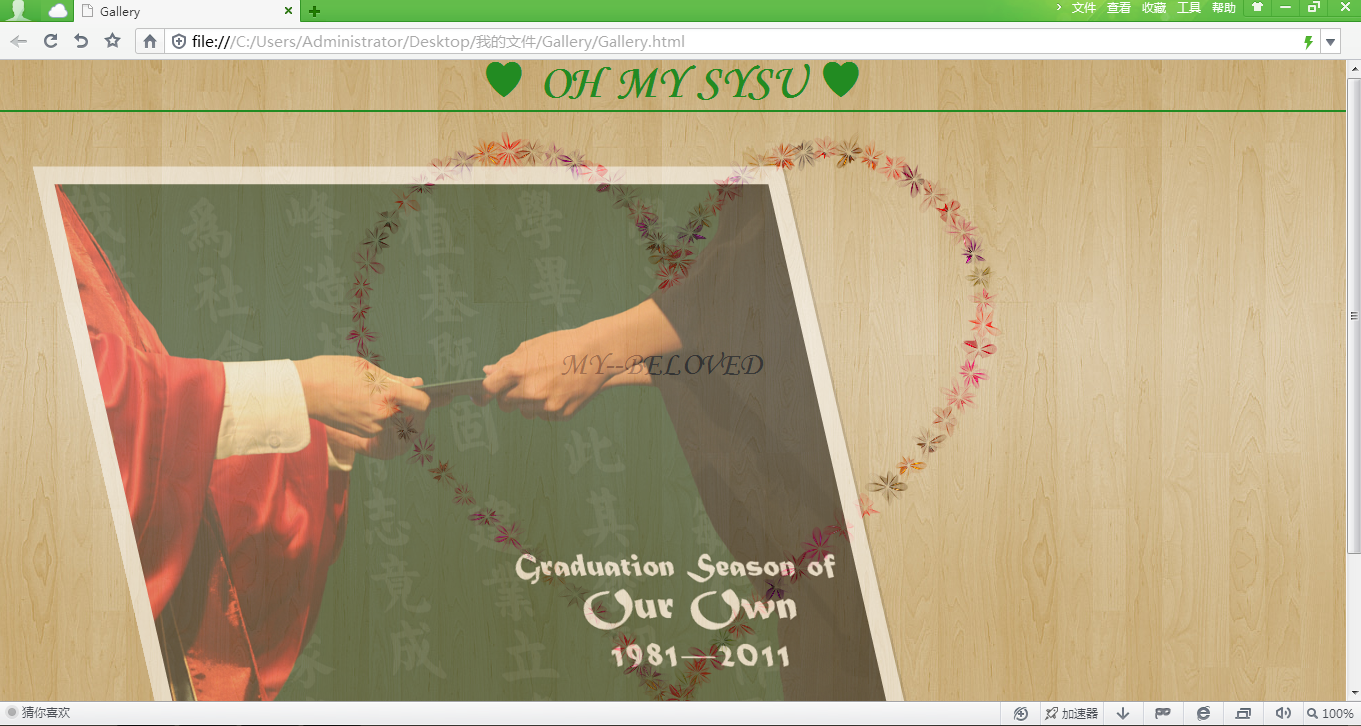 Gallery
文件 查看 收藏 工具 帮助
file:///C:/Users/Administrator/Desktop/我的文件/Gallery/Gallery.html
OH MY SYSU
為 社 會
峰 造
植 基 既 固
學 畢 業
此 其
志 竟 成
業 立
MY--BELOVED
Graduation Season of
Our Own
1981—2011
猜你喜欢
加速器
100%